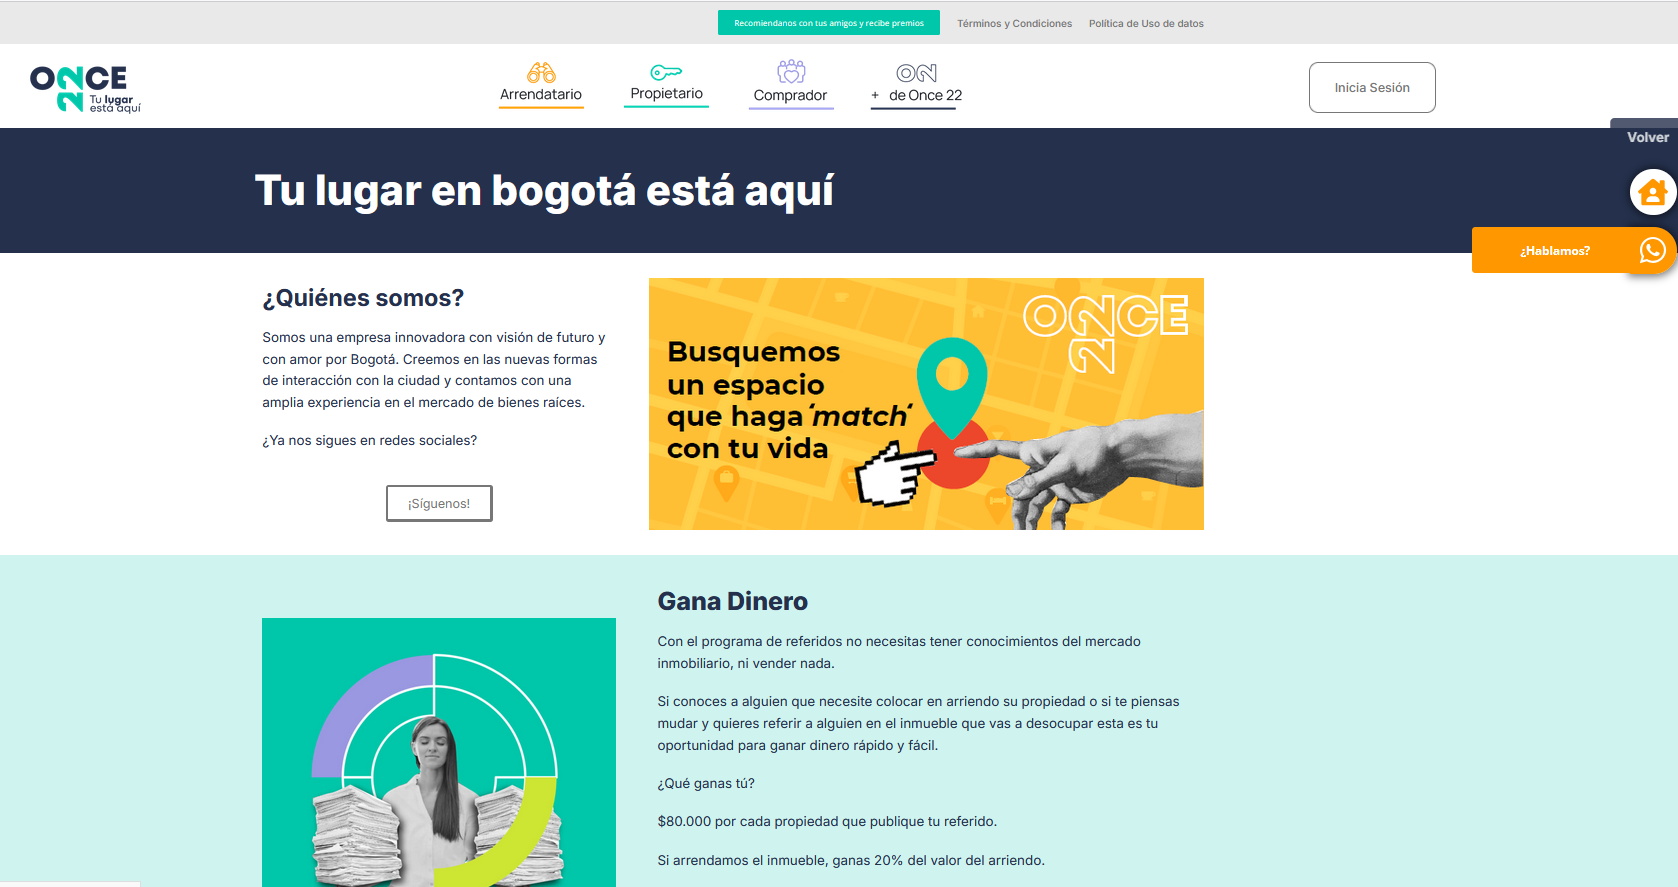 Recomiendanos con tus amigos y recibe premios
Términos y Condiciones
Política de Uso de datos
ONCE
22
Tu lugar
está aquí
Arrendatario
Propietario
Comprador
ON
+ de Once 22
Inicia Sesión
Volver
Tu lugar en bogotá está aquí
¿Hablamos?
¿Quiénes somos?
Somos una empresa innovadora con visión de futuro y
con amor por Bogotá. Creemos en las nuevas formas
de interacción con la ciudad y contamos con una
amplia experiencia en el mercado de bienes raíces.
¿Ya nos sigues en redes sociales?
¡Síguenos!
ONCE
22
Busquemos
un espacio
que haga ‘match‘
con tu vida
Gana Dinero
Con el programa de referidos no necesitas tener conocimientos del mercado
inmobiliario, ni vender nada.
Si conoces a alguien que necesite colocar en arriendo su propiedad o si te piensas
mudar y quieres referir a alguien en el inmueble que vas a desocupar esta es tu
oportunidad para ganar dinero rápido y fácil.
¿Qué ganas tú?
$80.000 por cada propiedad que publique tu referido.
Si arrendamos el inmueble, ganas 20% del valor del arriendo.